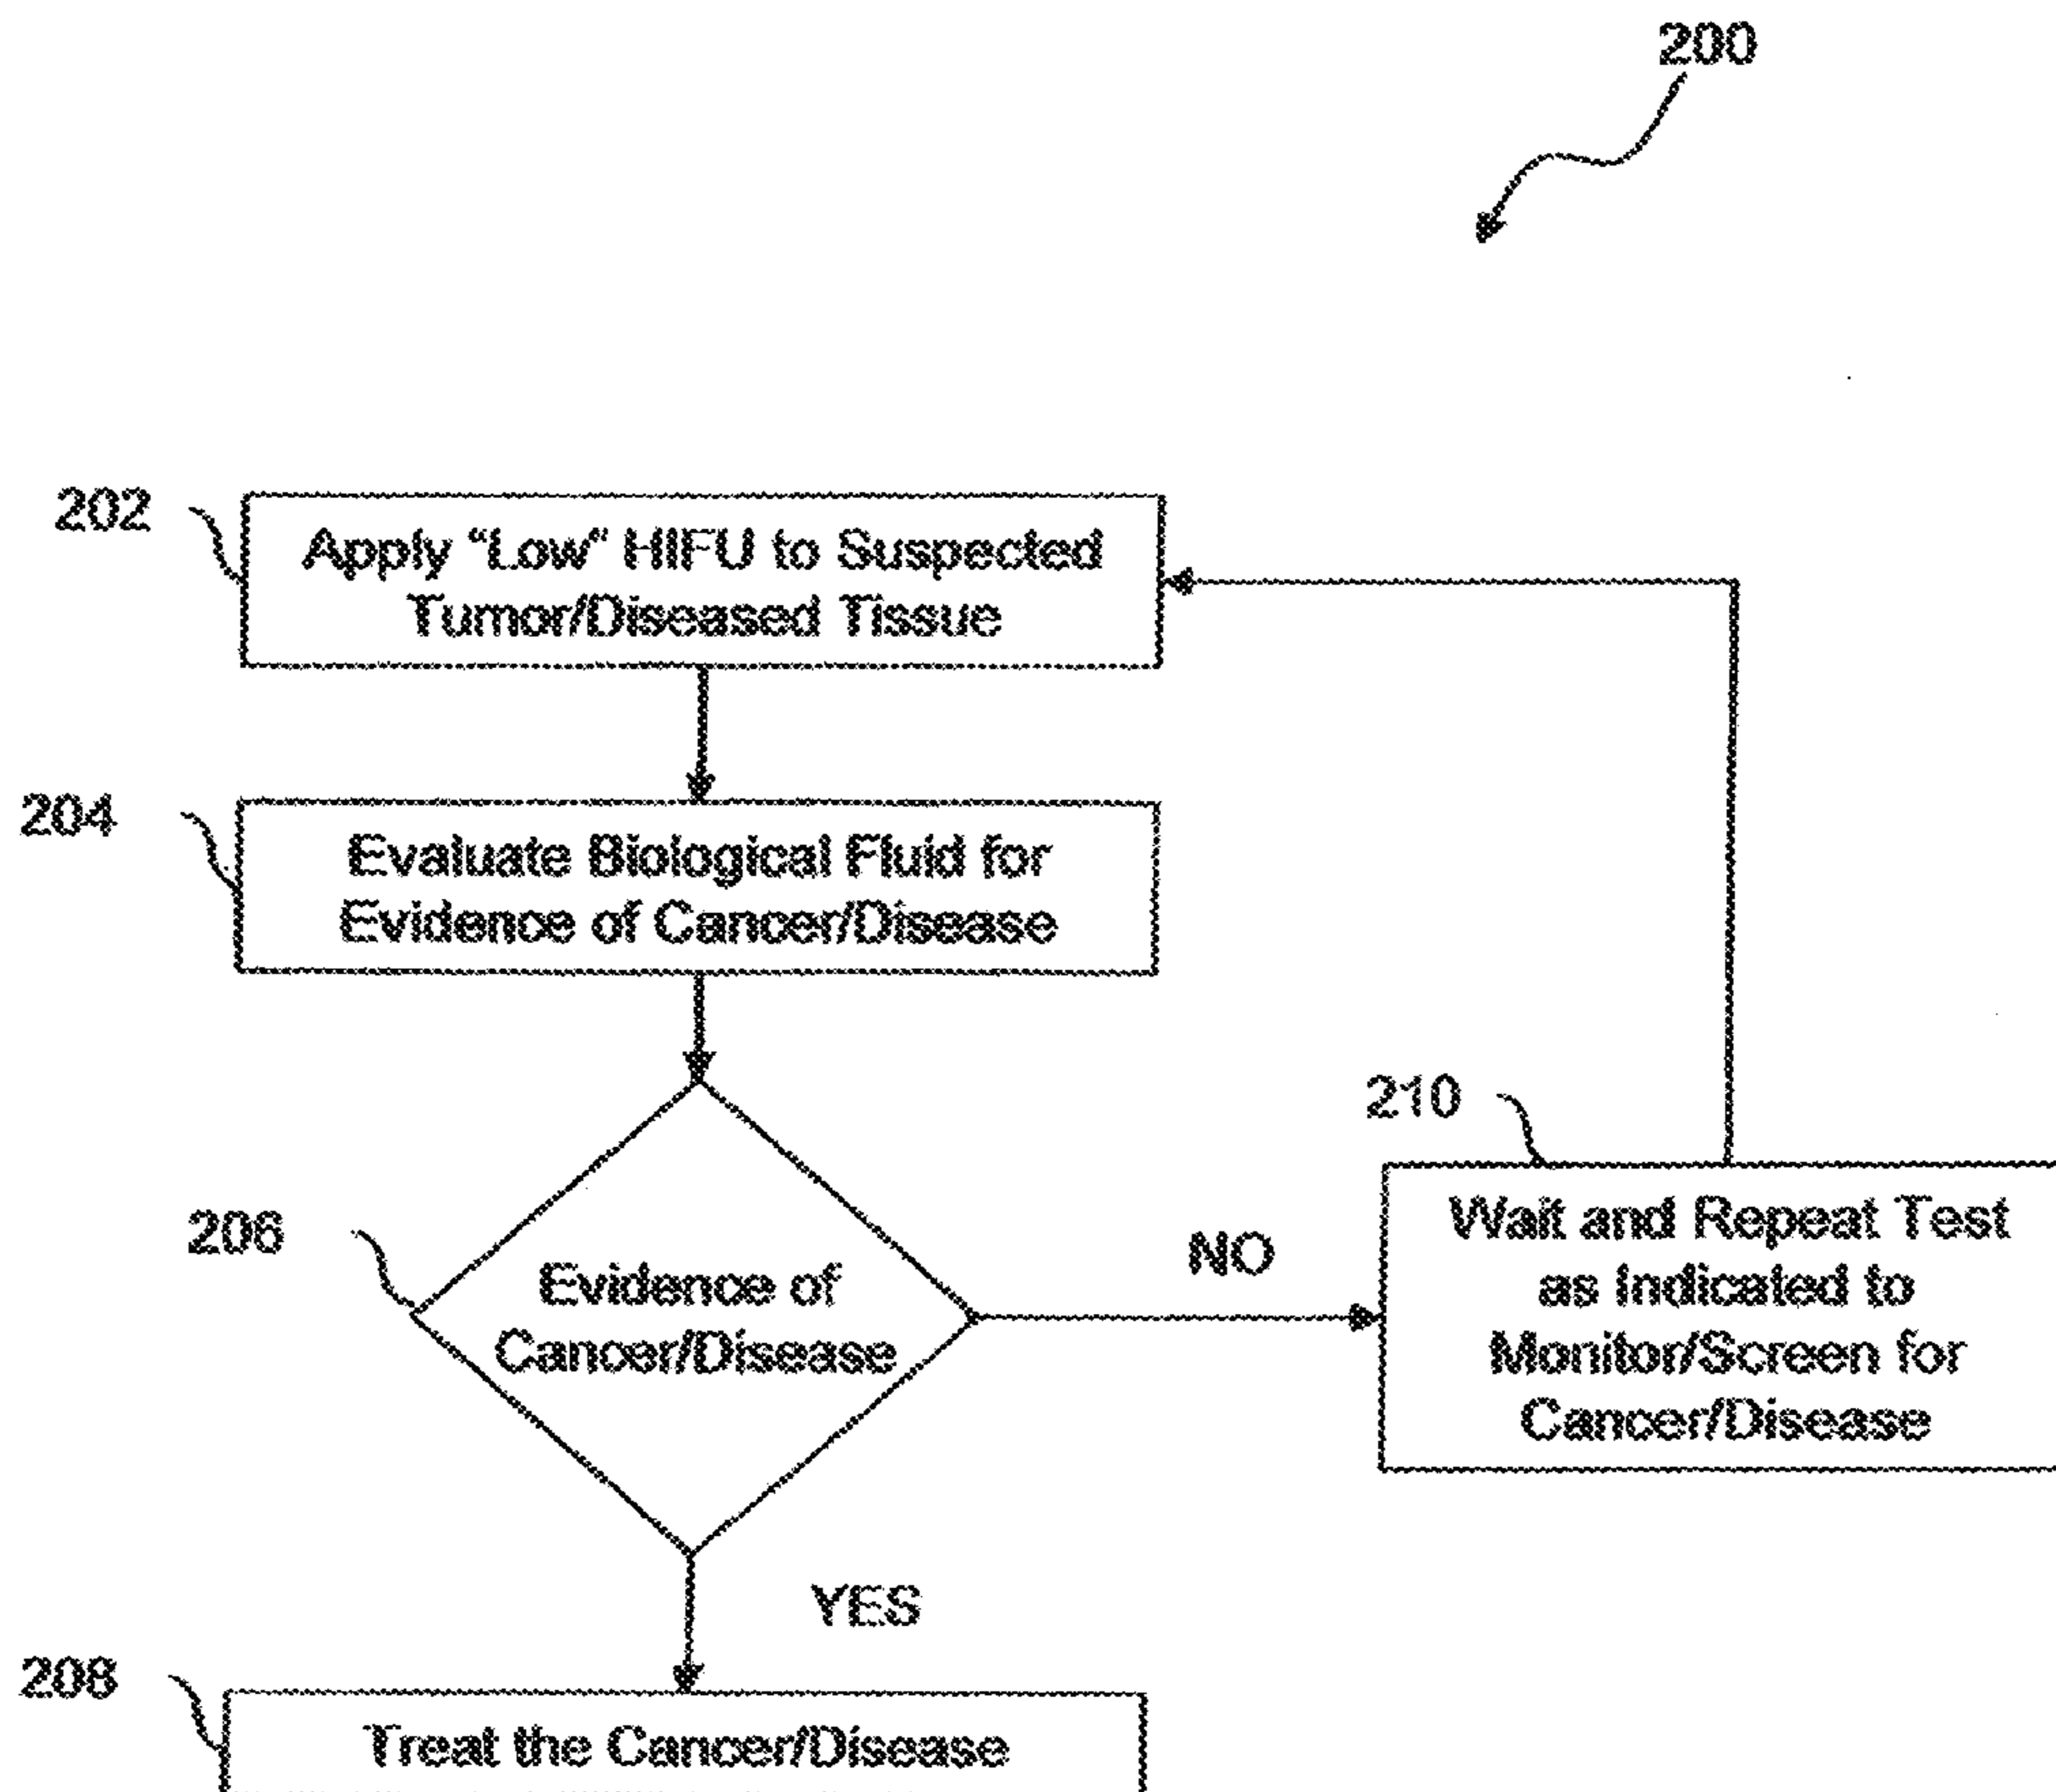 200
202
Apply “Low” HIFU to Suspected
Tumor/Diseased Tissue
204
Evaluate Biological Fluid for
Evidence of Cancer/Disease
206
Evidence of
Cancer/Disease
NO
210
Wait and Repeat Test
as Indicated to
Monitor/Screen for
Cancer/Disease
YES
208
Treat the Cancer/Disease